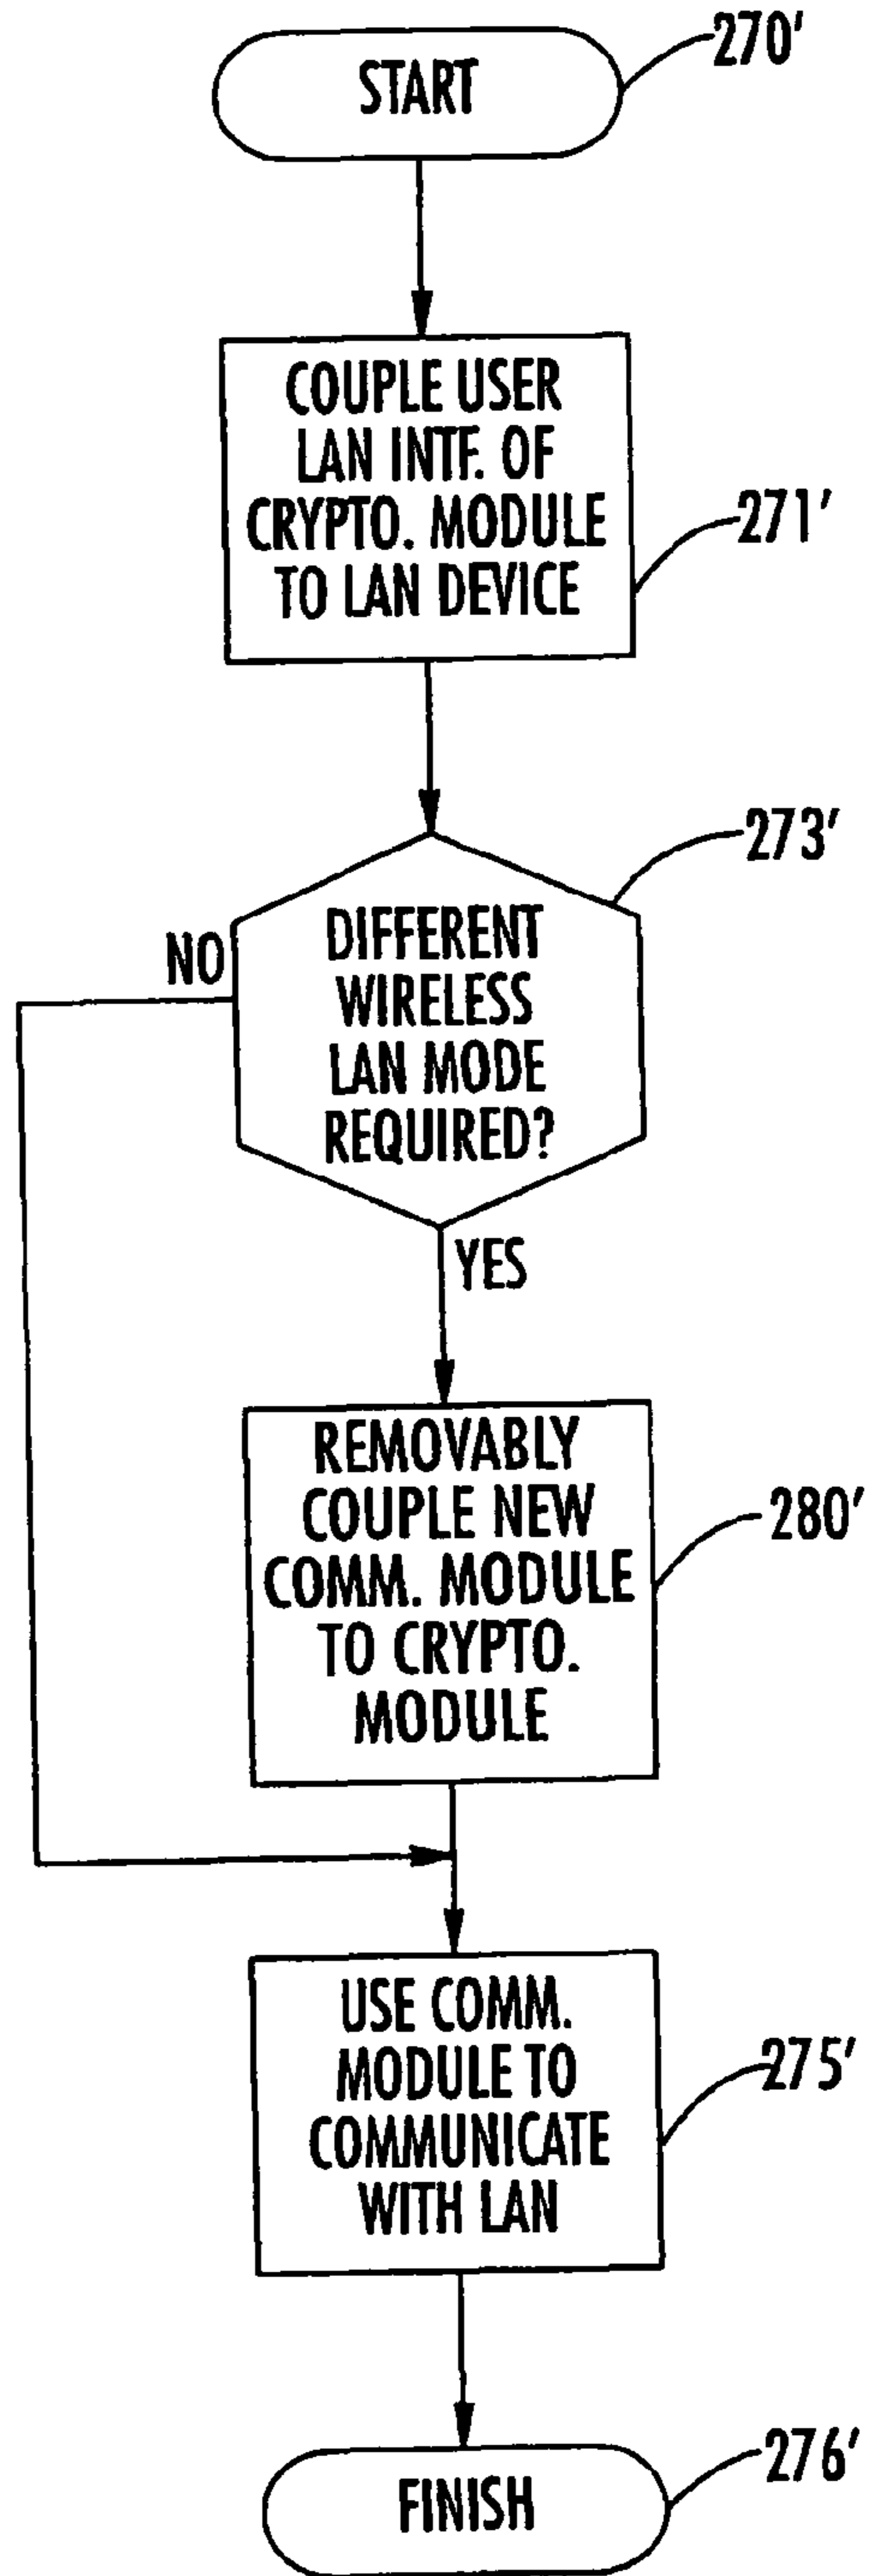 START
270'
COUPLE USER
LAN INTF. OF
CRYPTO. MODULE
TO LAN DEVICE
271'
273'
NO
DIFFERENT
WIRELESS
LAN MODE
REQUIRED?
YES
REMOVABLY
COUPLE NEW
COMM. MODULE
TO CRYPTO.
MODULE
280'
USE COMM.
MODULE TO
COMMUNICATE
WITH LAN
275'
FINISH
276'